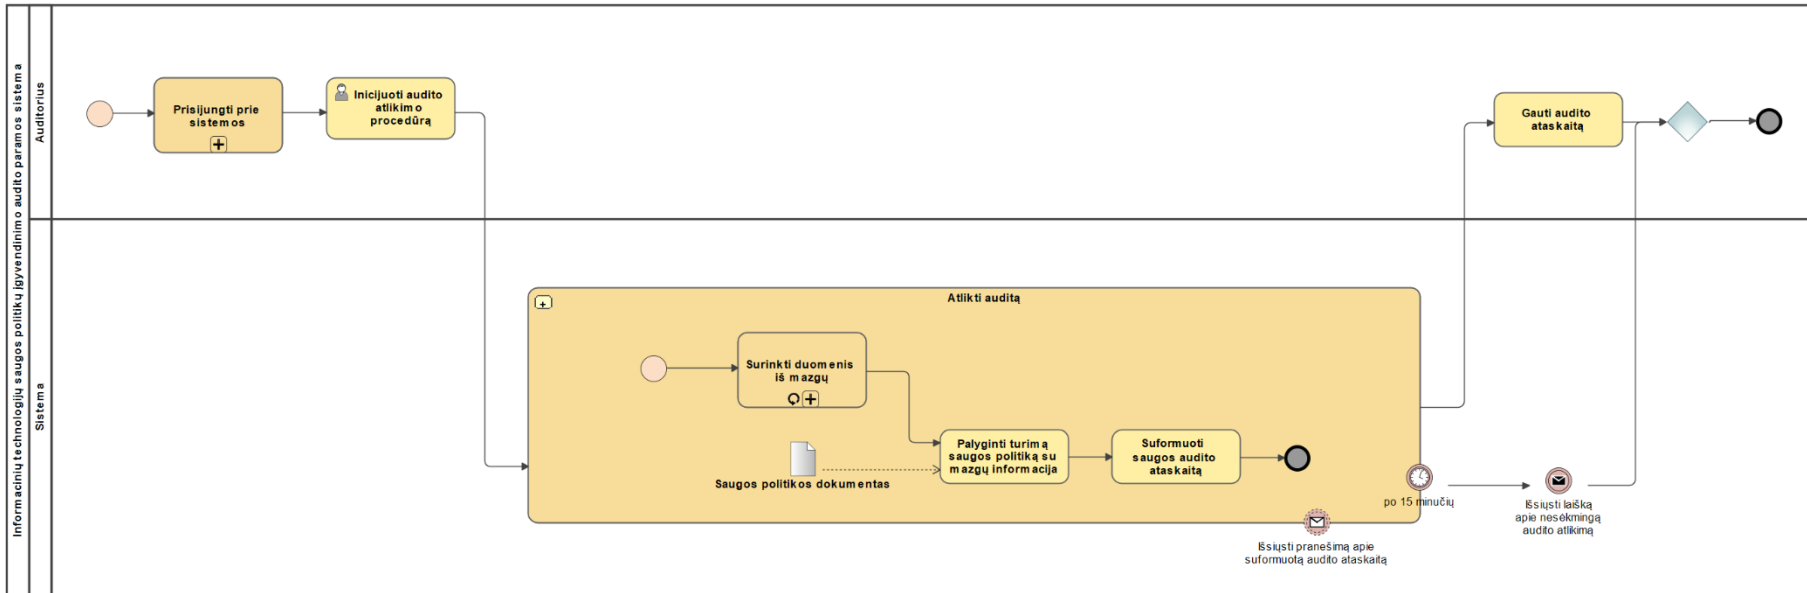 Informacinių technologijų saugos politikų įgyvendinimo audito paramos sistema
Auditorius
Prisijungti prie
sistemos
Inicijuoti audito
atlikimo
procedūrą
Gauti audito
ataskaitą
Sistema
Atlikti auditą
Surinkti duomenis
iš mazgų
Saugos politikos dokumentas
Palyginti turimą
saugos politiką su
mazgų informacija
Suformuoti
saugos audito
ataskaitą
po 15 minučių
Išsiųsti pranešimą apie
suformuotą audito ataskaitą
Išsiųsti laišką
apie nesėkmingą
audito atlikimą